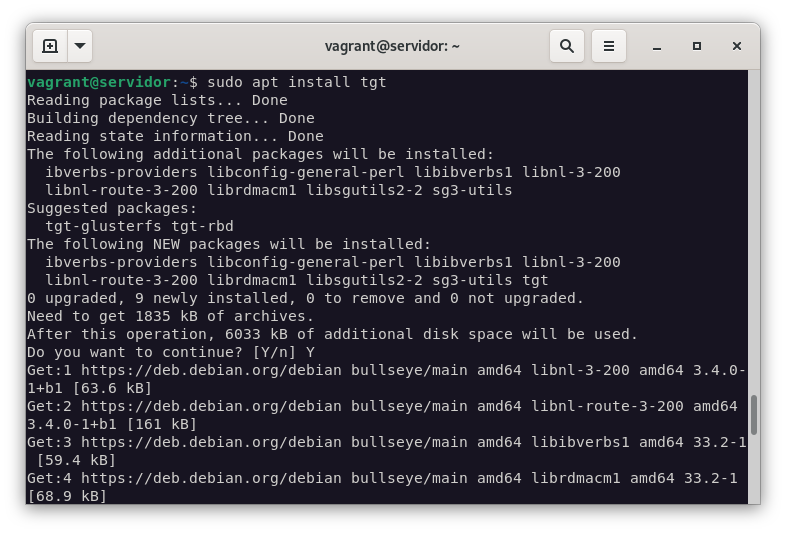 vagrant@servidor: ~
vagrant@servidor:~$ sudo apt install tgt
Reading package lists... Done
Building dependency tree... Done
Reading state information... Done
The following additional packages will be installed:
  ibverbs-providers libconfig-general-perl libibverbs1 libnl-3-200
  libnl-route-3-200 librdmacm1 libsgutils2-2 sg3-utils
Suggested packages:
  tgt-glusterfs tgt-rbd
The following NEW packages will be installed:
  ibverbs-providers libconfig-general-perl libibverbs1 libnl-3-200
  libnl-route-3-200 librdmacm1 libsgutils2-2 sg3-utils tgt
0 upgraded, 9 newly installed, 0 to remove and 0 not upgraded.
Need to get 1835 kB of archives.
After this operation, 6033 kB of additional disk space will be used.
Do you want to continue? [Y/n] Y
Get:1 https://deb.debian.org/debian bullseye/main amd64 libnl-3-200 amd64 3.4.0-
1+b1 [63.6 kB]
Get:2 https://deb.debian.org/debian bullseye/main amd64 libnl-route-3-200 amd64
3.4.0-1+b1 [161 kB]
Get:3 https://deb.debian.org/debian bullseye/main amd64 libibverbs1 amd64 33.2-1
 [59.4 kB]
Get:4 https://deb.debian.org/debian bullseye/main amd64 librdmacm1 amd64 33.2-1
[68.9 kB]